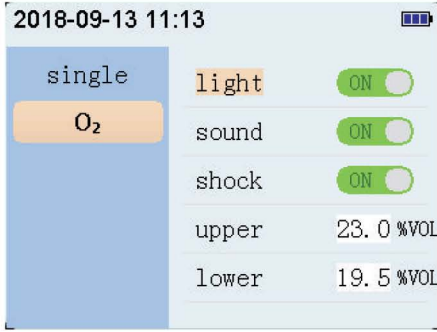 2018-09-13 11:13
single
O₂
light ON
sound ON
shock ON
upper 23.0 %VOL
lower 19.5 %VOL